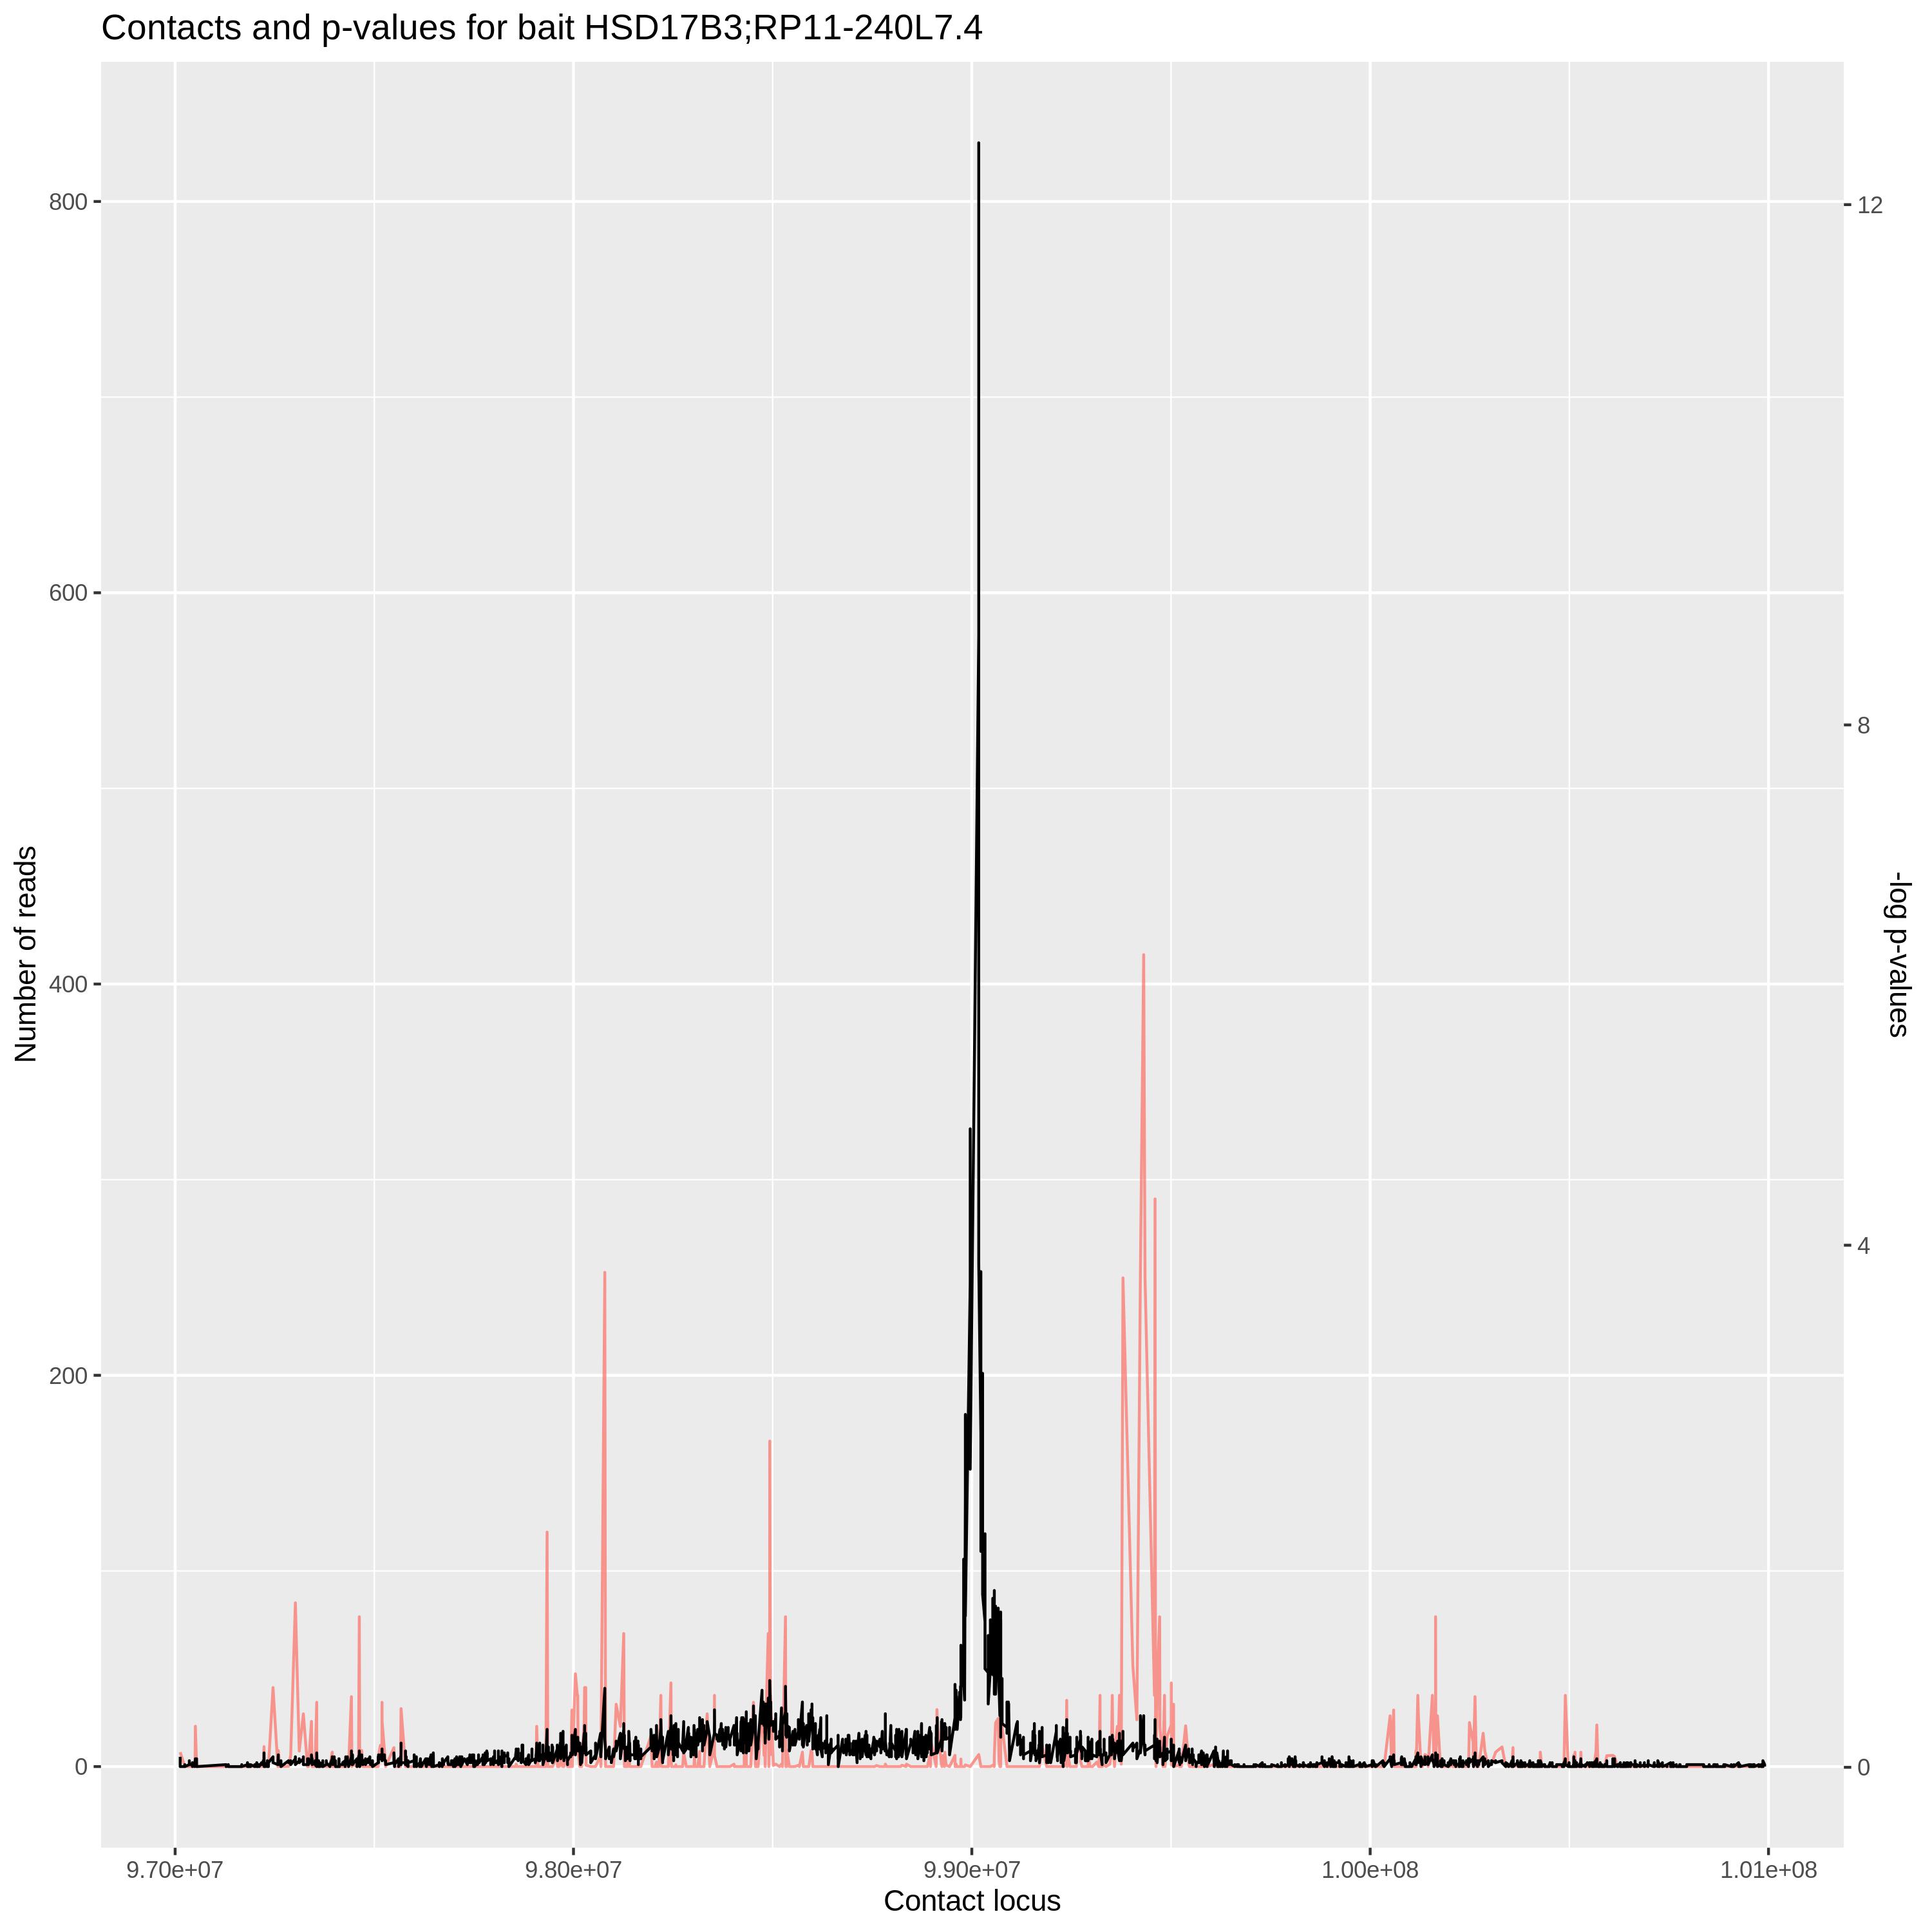 Contacts and p-values for bait HSD17B3;RP11-240L7.4
800
600
400
200
0
Number of reads
12
8
4
0
-log p-values
9.70e+07
9.80e+07
9.90e+07
1.00e+08
1.01e+08
Contact locus